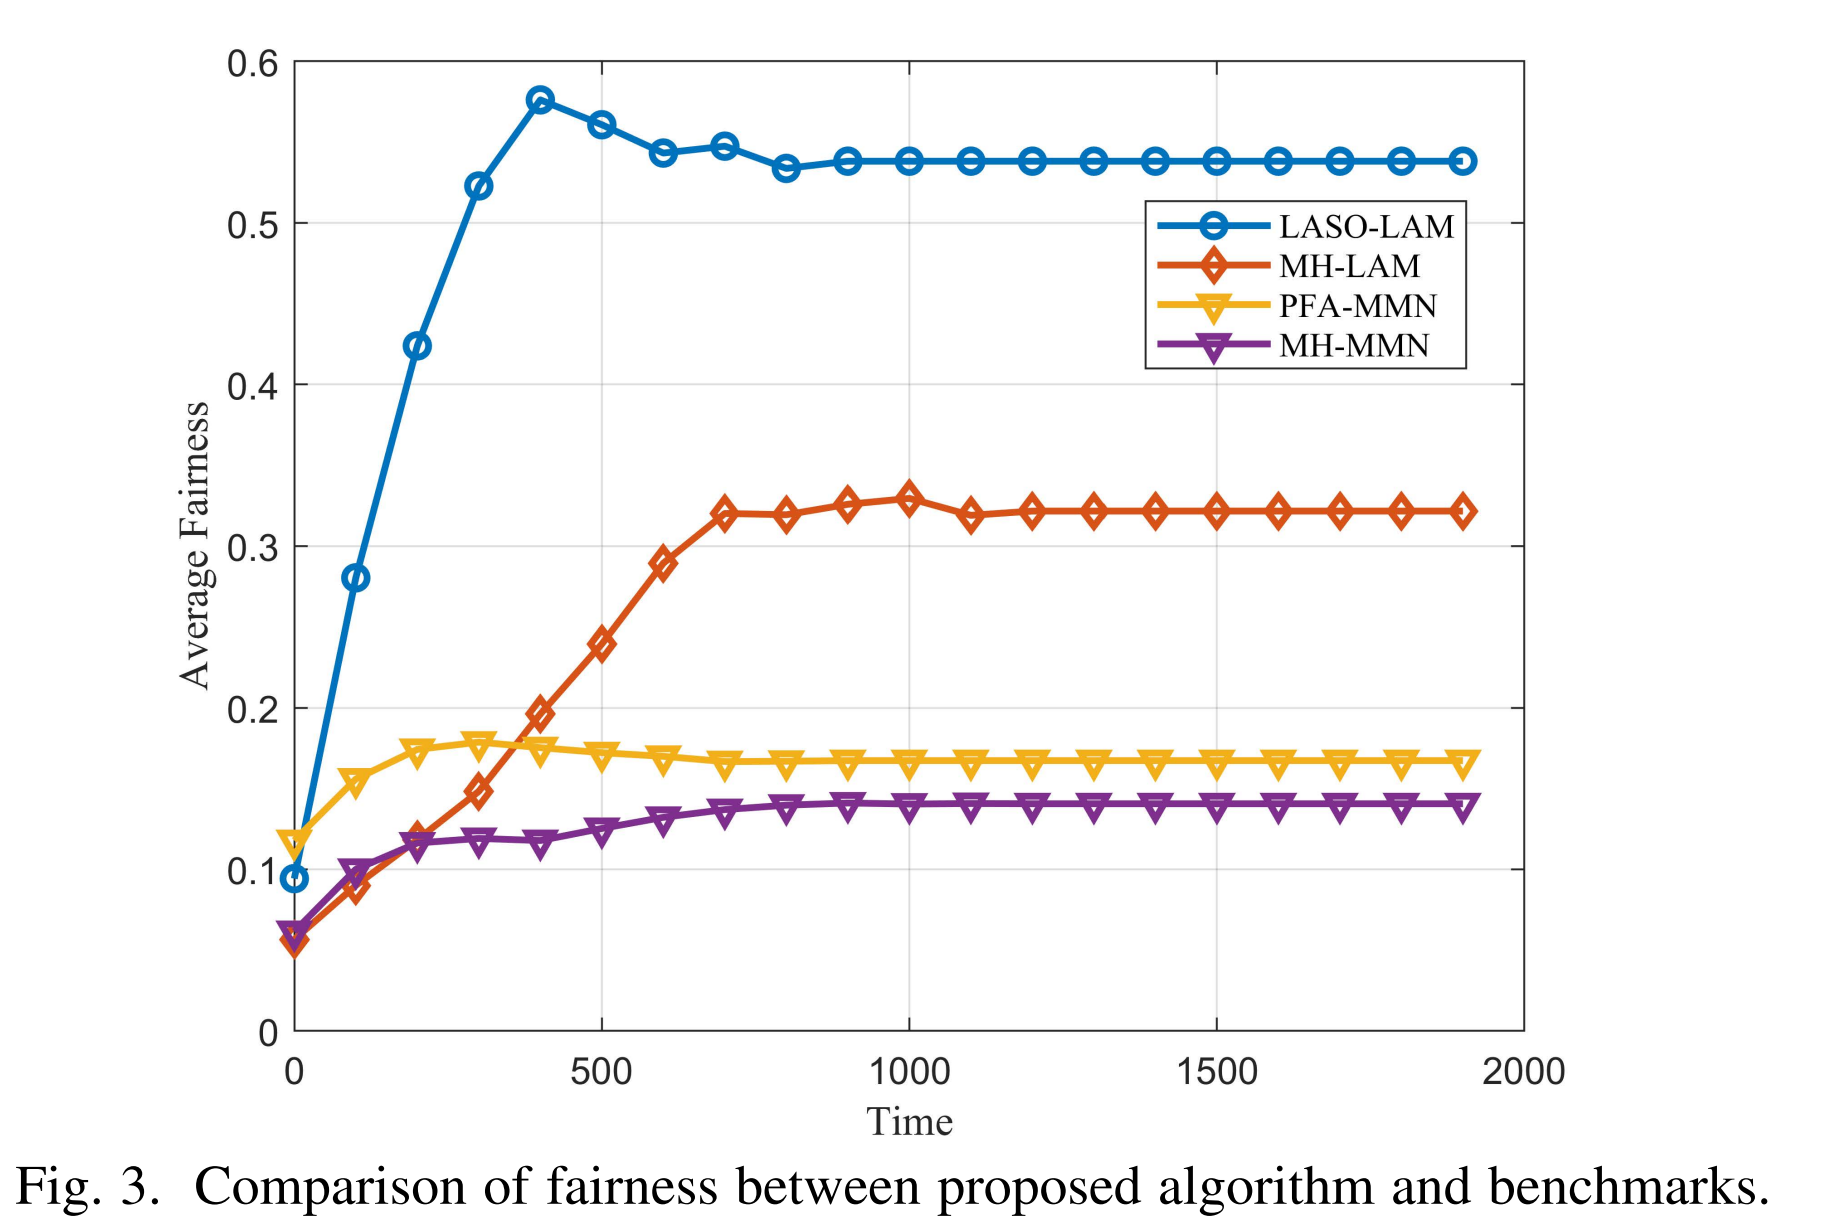 0.6
0.5
0.4
0.3
0.2
0.1
0
Average Fairness
LASO-LAM
MH-LAM
PFA-MMN
MH-MMN
0 500 1000 1500 2000
Time
Fig. 3. Comparison of fairness between proposed algorithm and benchmarks.